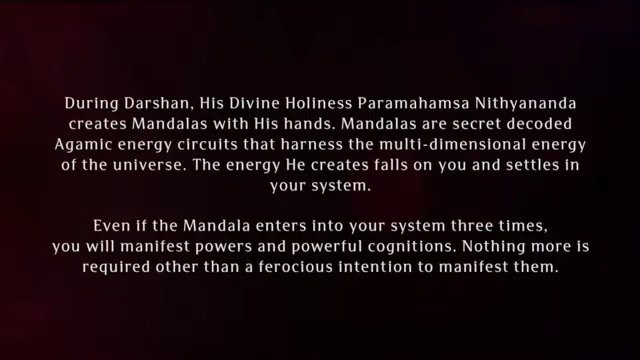 During Darshan, His Divine Holiness Paramahamsa Nithyananda
creates Mandalas with His hands. Mandalas are secret decoded
Agamic energy circuits that harness the multi-dimensional energy
of the universe. The energy He creates falls on you and settles in
your system.
Even if the Mandala enters into your system three times,
you will manifest powers and powerful cognitions. Nothing more is
required other than a ferocious intention to manifest them.